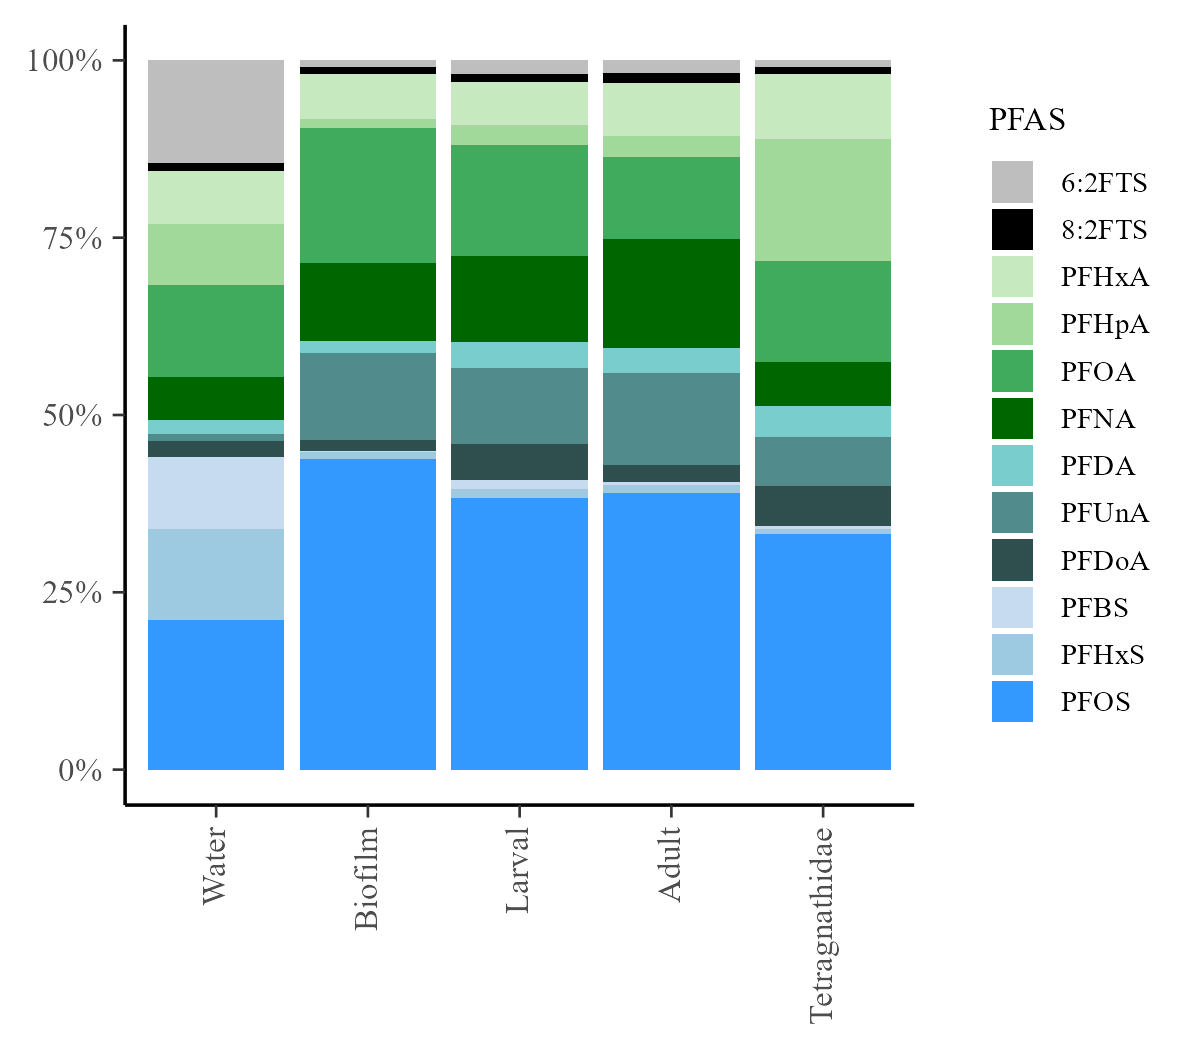 100%
75%
50%
25%
0%
Water
Biofilm
Larval
Adult
Tetragnathidae
PFAS
6:2FTS
8:2FTS
PFHxA
PFHpA
PFOA
PFNA
PFDA
PFUnA
PFDoA
PFBS
PFHxS
PFOS